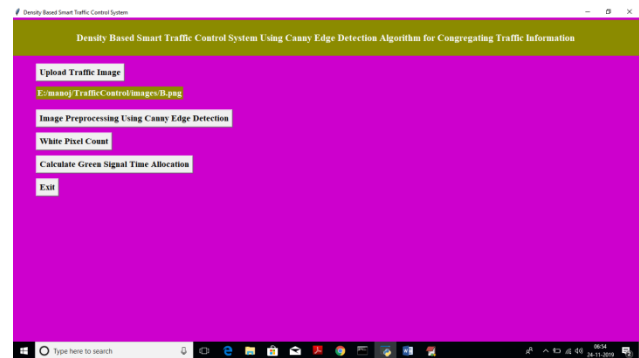 Density Based Smart Traffic Control System
Density Based Smart Traffic Control System Using Canny Edge Detection Algorithm for Congregating Traffic Information
Upload Traffic Image
E:/manoj/TrafficControl/images/B.png
Image Preprocessing Using Canny Edge Detection
White Pixel Count
Calculate Green Signal Time Allocation
Exit
Type here to search
06:54
24-11-2019